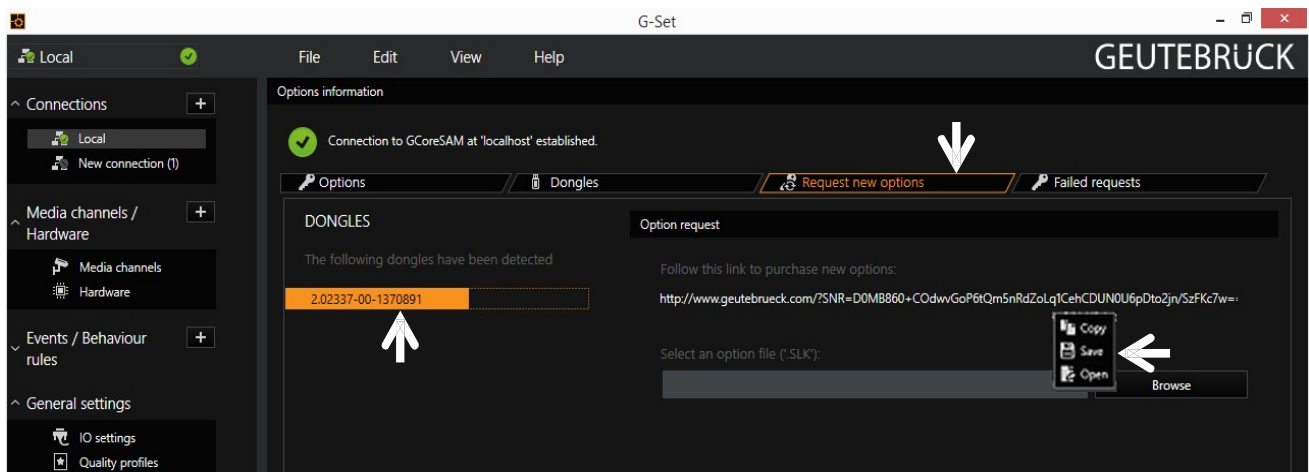 G-Set
Local
File Edit View Help
GEUTEBRÜCK
Connections +
Local
New connection (1)
Media channels /
Hardware
+
Media channels
Hardware
Events / Behaviour
rules
+
General settings
IO settings
Quality profiles
Options information
Connection to GCoreSAM at 'localhost' established.
Options Dongles Request new options Failed requests
DONGLES
The following dongles have been detected
2.02337-00-1370891
Option request
Follow this link to purchase new options:
http://www.geutebrueck.com/?SNR=D0MB860+COdwvGoP6tQm5nRdZoLq1CehCDUN0U6pDto2jn/SzFKc7w=
Copy
Save
Open
Select an option file ('.SLK'):
Browse